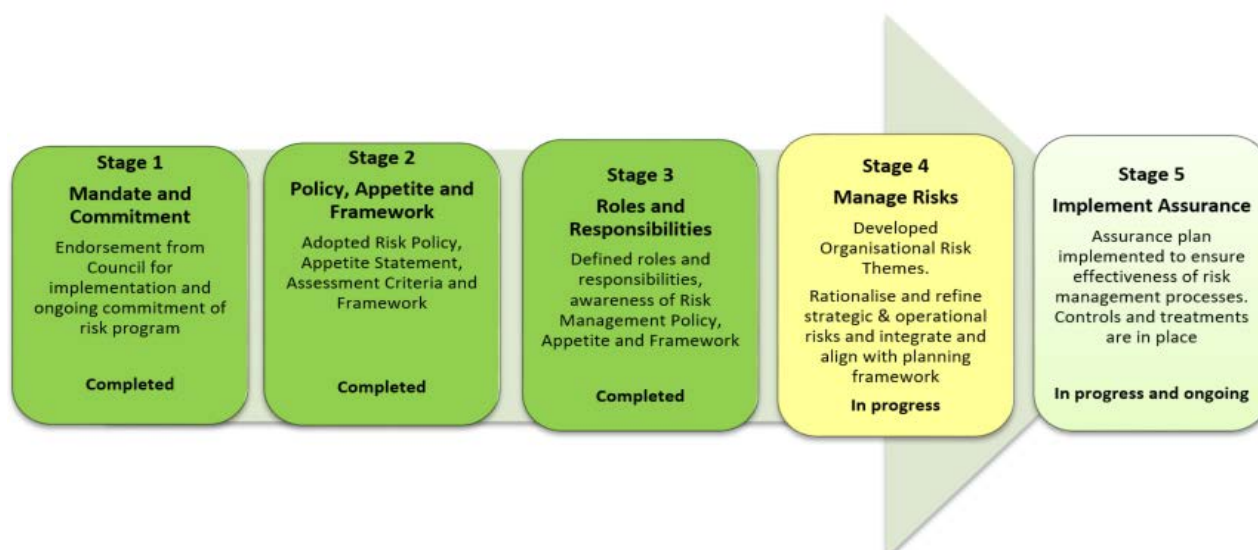 Stage 1
Mandate and
Commitment
Endorsement from
Council for
implementation and
ongoing commitment of
risk program
Completed
Stage 2
Policy, Appetite and
Framework
Adopted Risk Policy,
Appetite Statement,
Assessment Criteria and
Framework
Completed
Stage 3
Roles and
Responsibilities
Defined roles and
responsibilities,
awareness of Risk
Management Policy,
Appetite and Framework
Completed
Stage 4
Manage Risks
Developed
Organisational Risk
Themes.
Rationalise and refine
strategic & operational
risks and integrate and
align with planning
framework
In progress
Stage 5
Implement Assurance
Assurance plan
implemented to ensure
effectiveness of risk
management processes.
Controls and treatments
are in place
In progress and ongoing